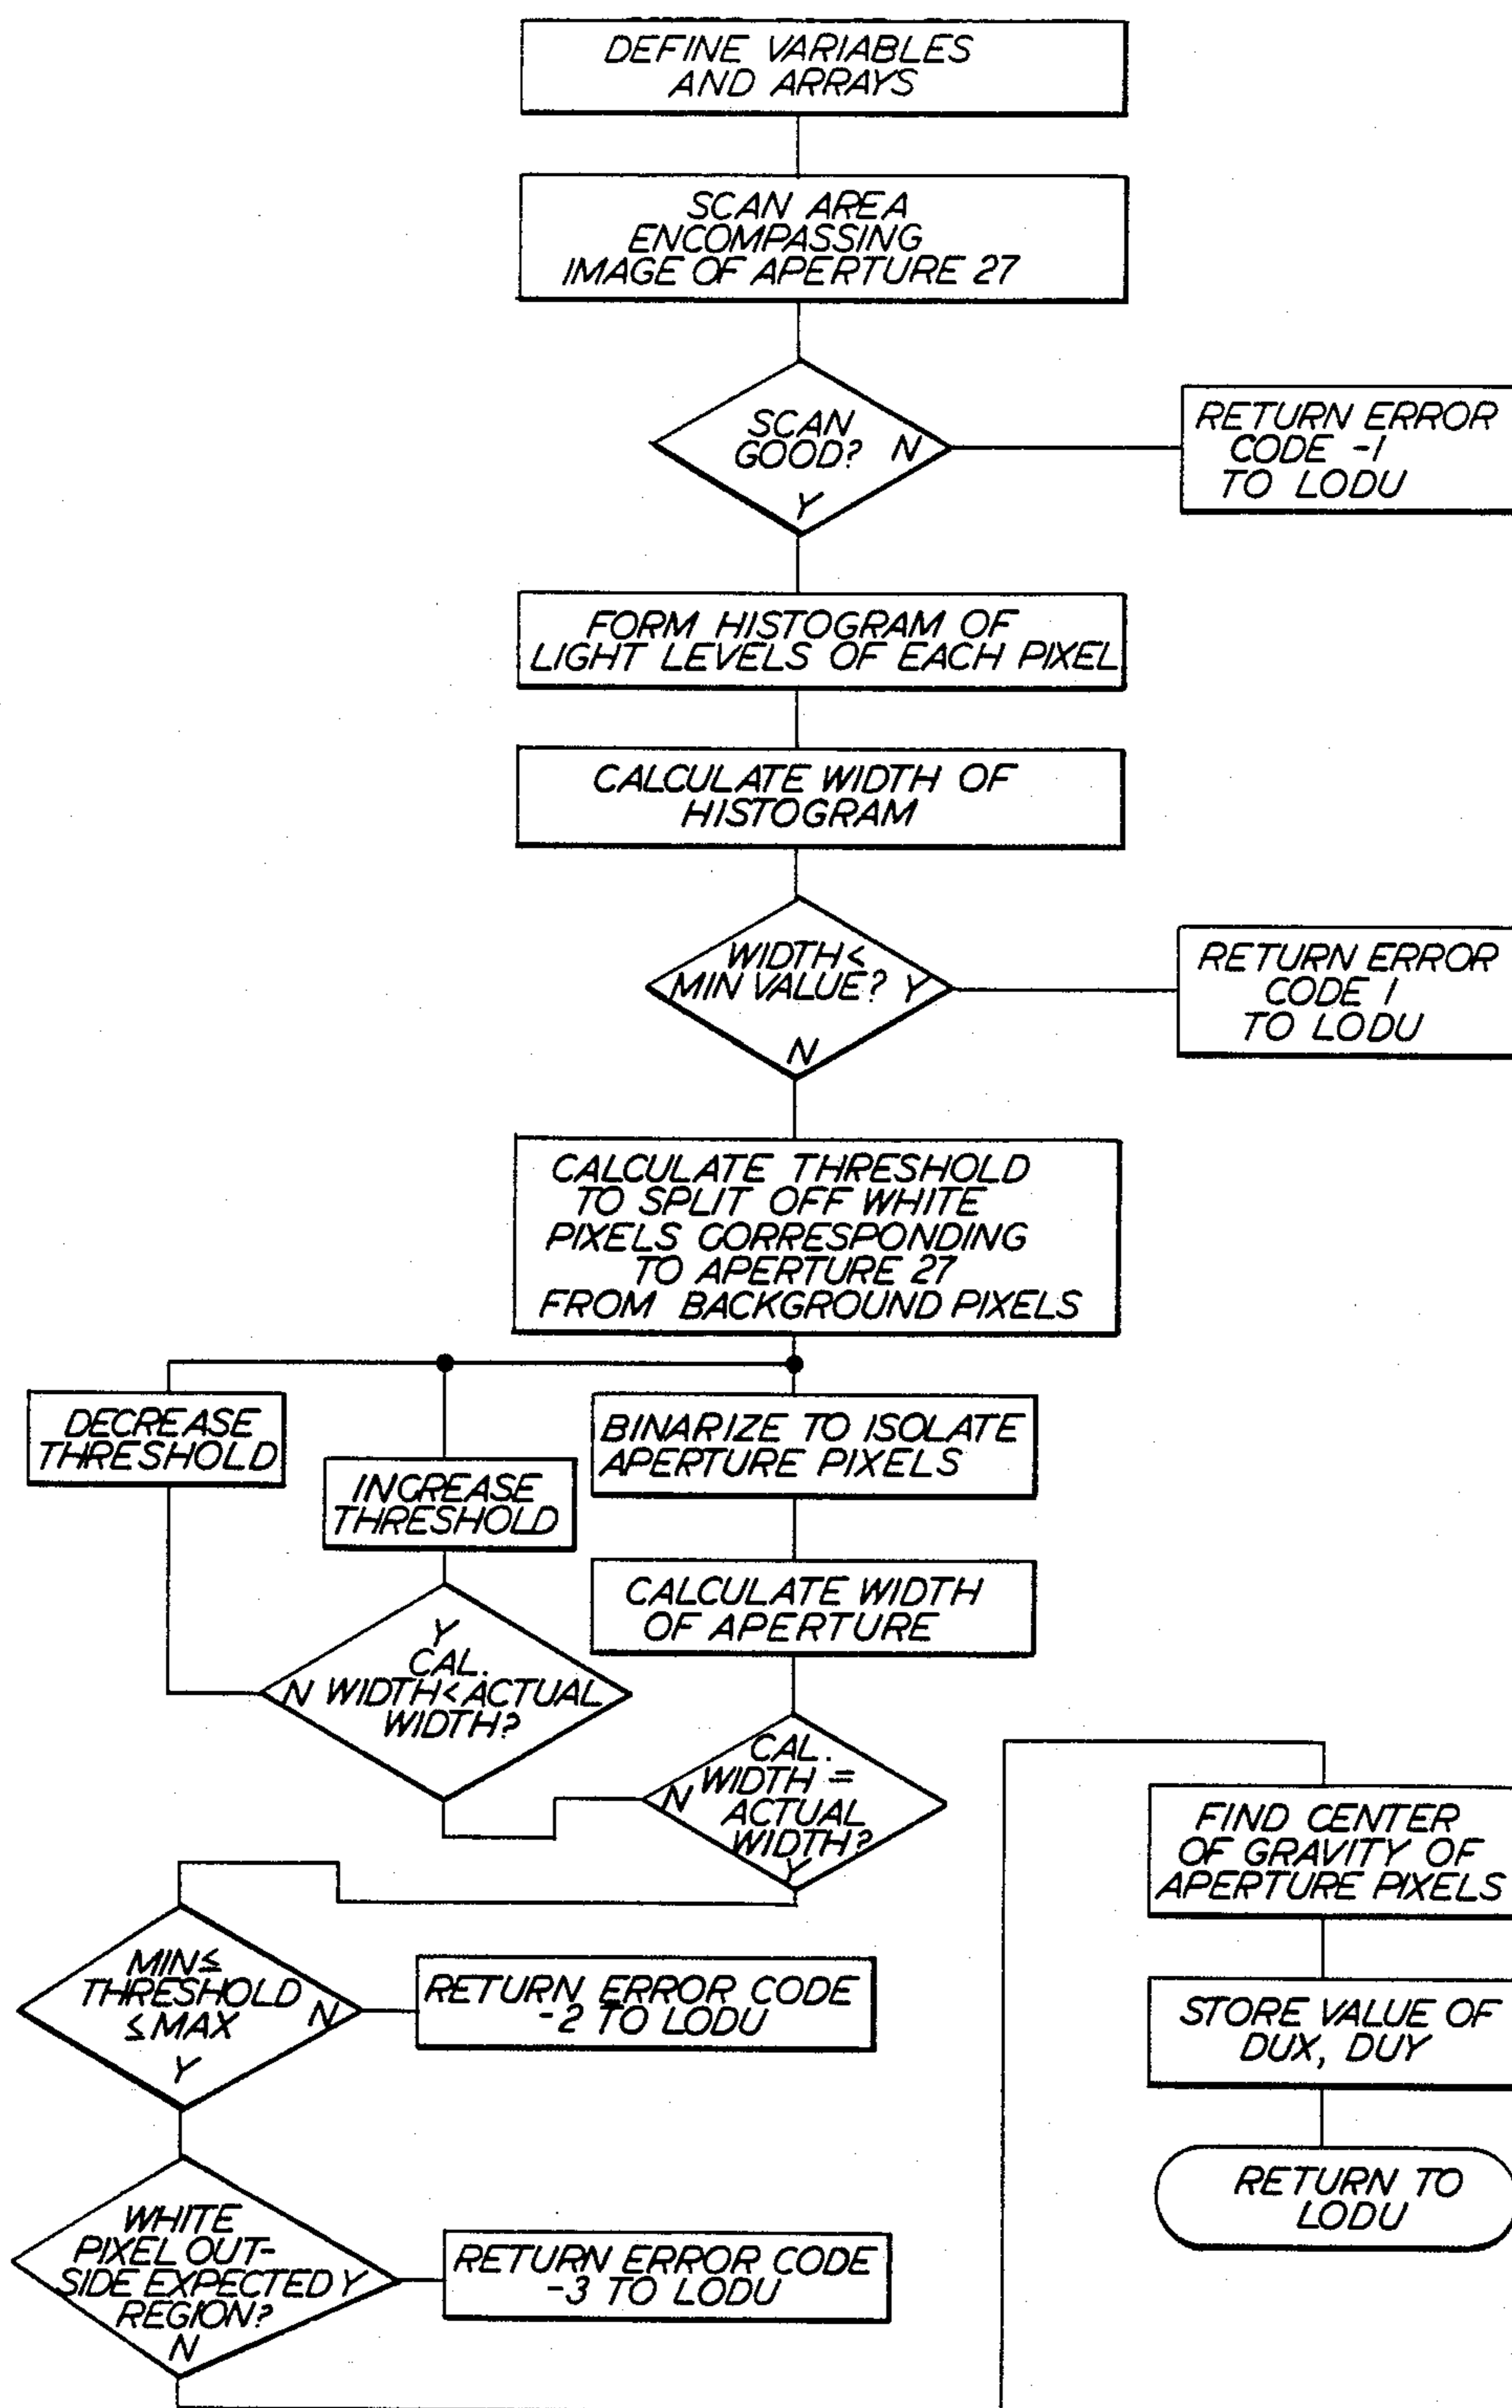 DEFINE VARIABLES
AND ARRAYS
SCAN AREA
ENCOMPASSING
IMAGE OF APERTURE 27
SCAN
GOOD? N
Y
RETURN ERROR
CODE -1
TO LODU
FORM HISTOGRAM OF
LIGHT LEVELS OF EACH PIXEL
CALCULATE WIDTH OF
HISTOGRAM
WIDTH<
MIN VALUE? Y
N
RETURN ERROR
CODE 1
TO LODU
CALCULATE THRESHOLD
TO SPLIT OFF WHITE
PIXELS CORRESPONDING
TO APERTURE 27
FROM BACKGROUND PIXELS
DECREASE
THRESHOLD
INCREASE
THRESHOLD
BINARIZE TO ISOLATE
APERTURE PIXELS
CALCULATE WIDTH
OF APERTURE
Y
CAL.
N WIDTH<ACTUAL
WIDTH?
CAL.
WIDTH =
N ACTUAL
WIDTH?
Y
MIN≤
THRESHOLD
≤MAX N
Y
RETURN ERROR CODE
-2 TO LODU
WHITE
PIXEL OUT-
SIDE EXPECTED Y
REGION?
N
RETURN ERROR CODE
-3 TO LODU
FIND CENTER
OF GRAVITY OF
APERTURE PIXELS
STORE VALUE OF
DUX, DUY
RETURN TO
LODU